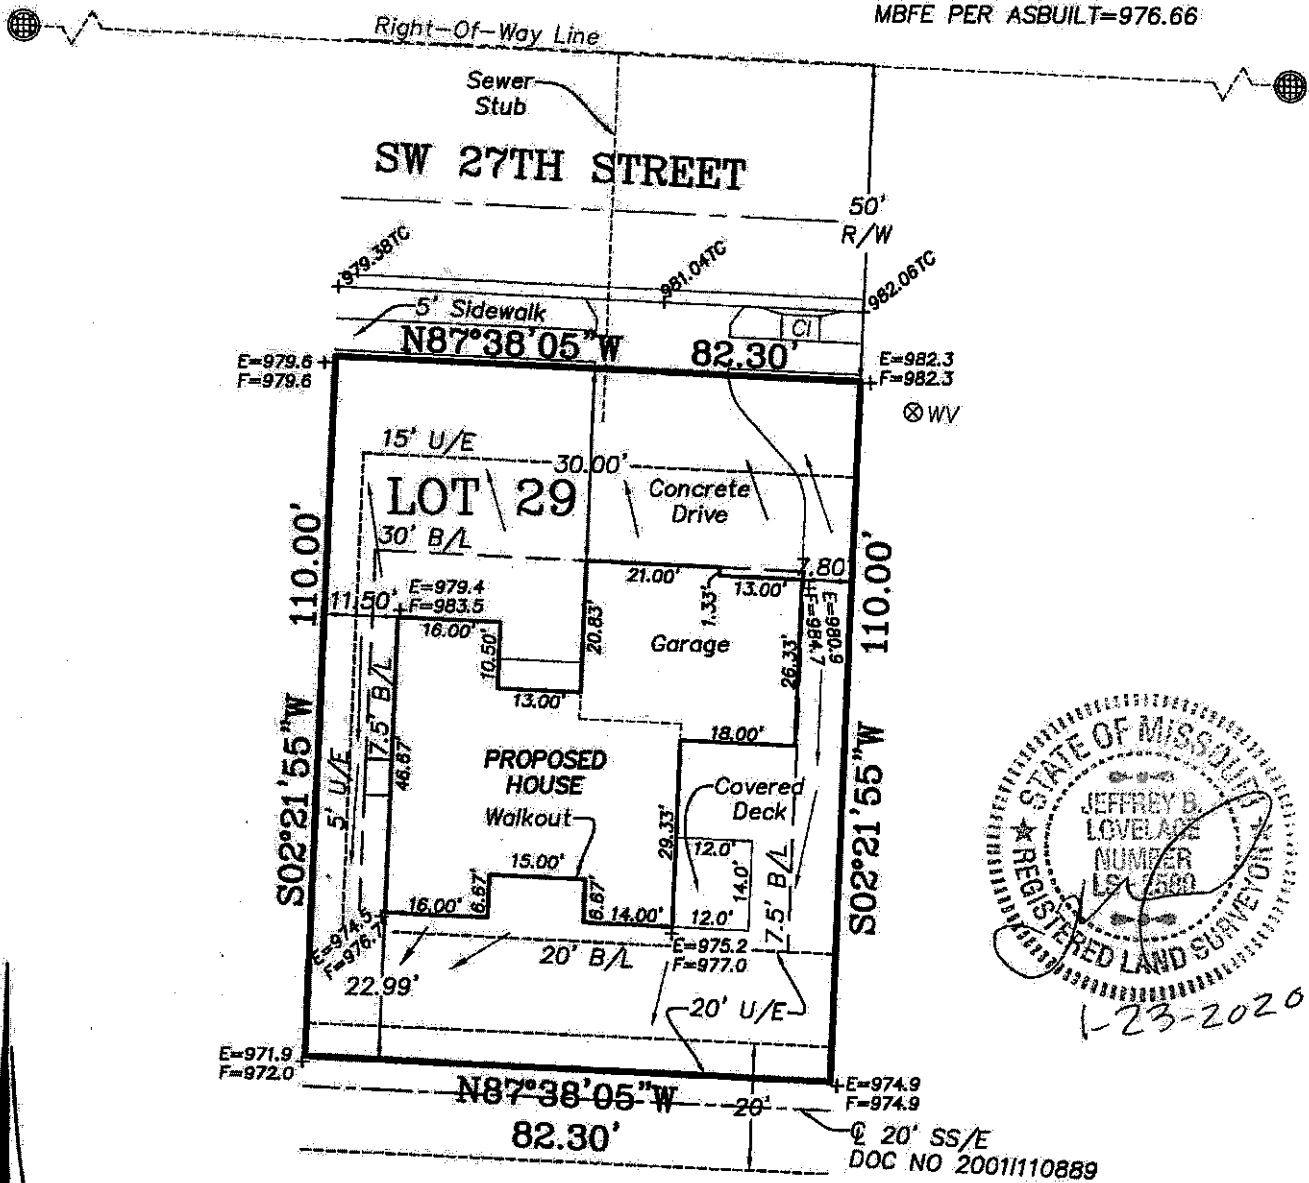 MBFE PER ASBUILT=976.66
Right-Of-Way Line
Sewer
Stub
SW 27TH STREET
50'
R/W
979.38TC
981.04TC
982.06TC
5' Sidewalk
CI
N87°38'05"W 82.30'
E=979.6
F=979.6
E=982.3
F=982.3
WV
15' U/E
30.00'
LOT 29
Concrete
Drive
30' B/L
110.00'
110.00'
21.00'
7.80'
13.00'
1.33'
E=979.4
F=983.5
11.50'
16.00'
10.50'
20.83'
Garage
26.33'
E=980.9
F=984.7
13.00'
7.5' B/L
46.67'
18.00'
S02°21'55"W
S02°21'55"W
5' U/E
PROPOSED
HOUSE
Walkout
Covered
Deck
29.33'
12.0'
14.0'
15.00'
6.67'
6.67'
16.00'
14.00'
12.0'
7.5' B/L
E=974.5
F=976.7
20' B/L
E=975.2
F=977.0
22.99'
20' U/E
E=971.9
F=972.0
E=974.9
F=974.9
N87°38'05"W
20'
82.30'
℄ 20' SS/E
DOC NO 2001I110889
STATE OF MISSOURI
JEFFREY B.
LOVELACE
NUMBER
REGISTERED LAND SURVEYOR
1-23-2020